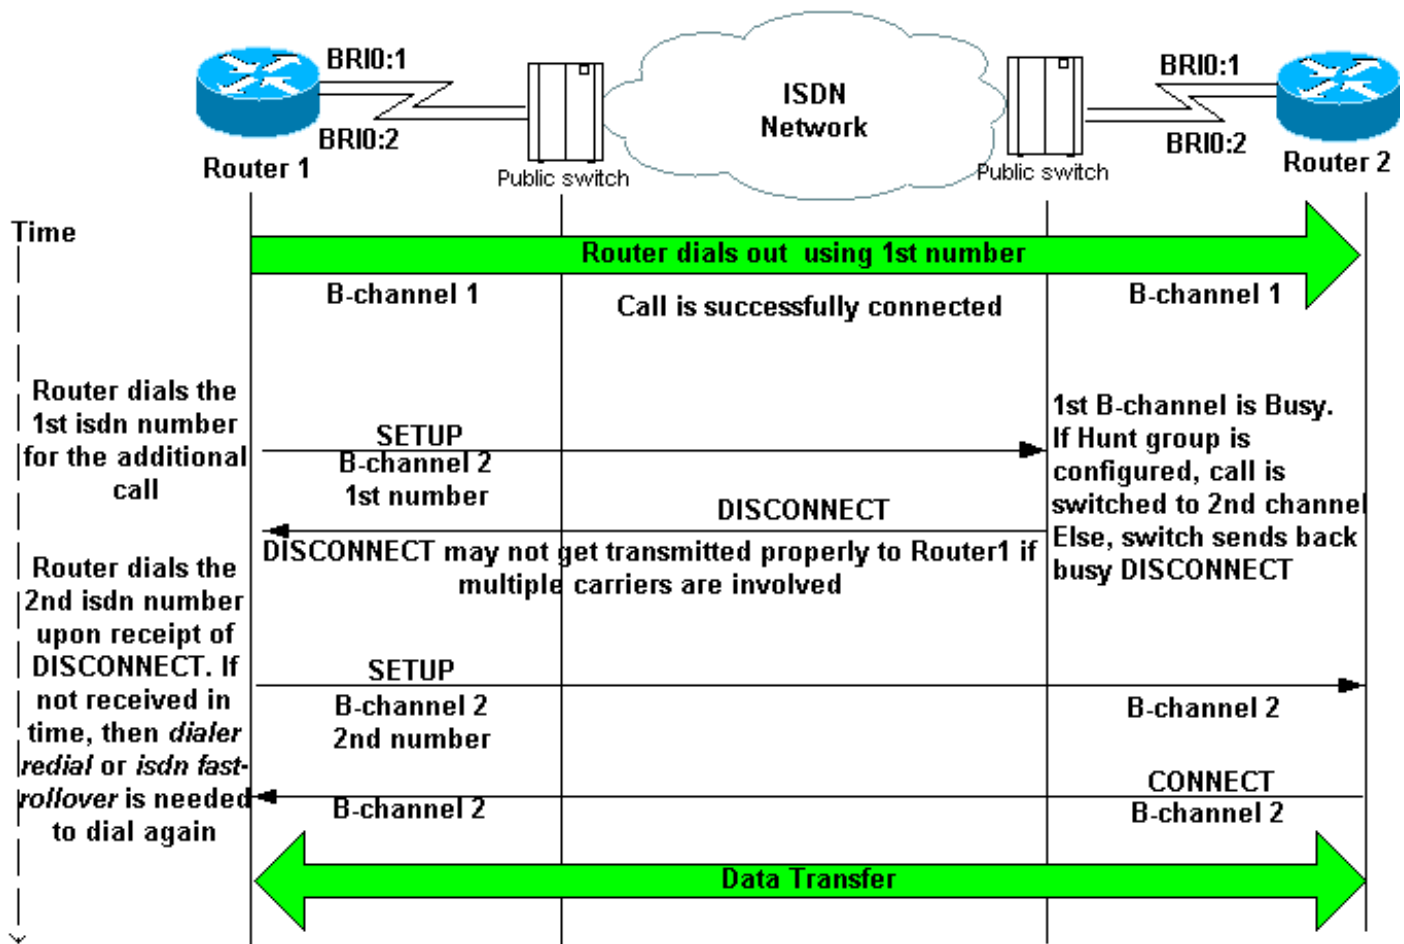 BRI0:1
BRI0:2
Router 1
Public switch
ISDN
Network
Public switch
BRI0:1
BRI0:2
Router 2
Time
Router dials out using 1st number
B-channel 1
Call is successfully connected
B-channel 1
Router dials the
1st isdn number
for the additional
call
SETUP
B-channel 2
1st number
1st B-channel is Busy.
If Hunt group is
configured, call is
switched to 2nd channel
Else, switch sends back
busy DISCONNECT
DISCONNECT
DISCONNECT may not get transmitted properly to Router1 if
multiple carriers are involved
Router dials the
2nd isdn number
upon receipt of
DISCONNECT. If
not received in
time, then dialer
redial or isdn fast-
rollover is needed
to dial again
SETUP
B-channel 2
2nd number
B-channel 2
CONNECT
B-channel 2
B-channel 2
Data Transfer